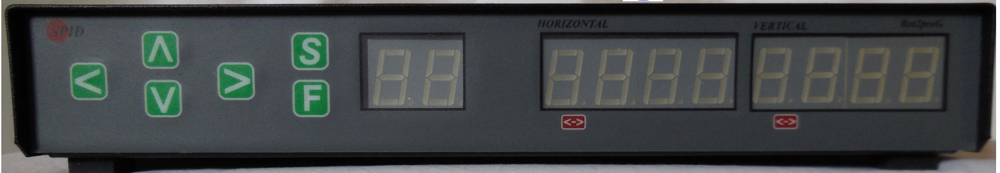 SPID
HORIZONTAL
VERTICAL
Rot2proG
Λ
S
<
>
V
F
<->
<->